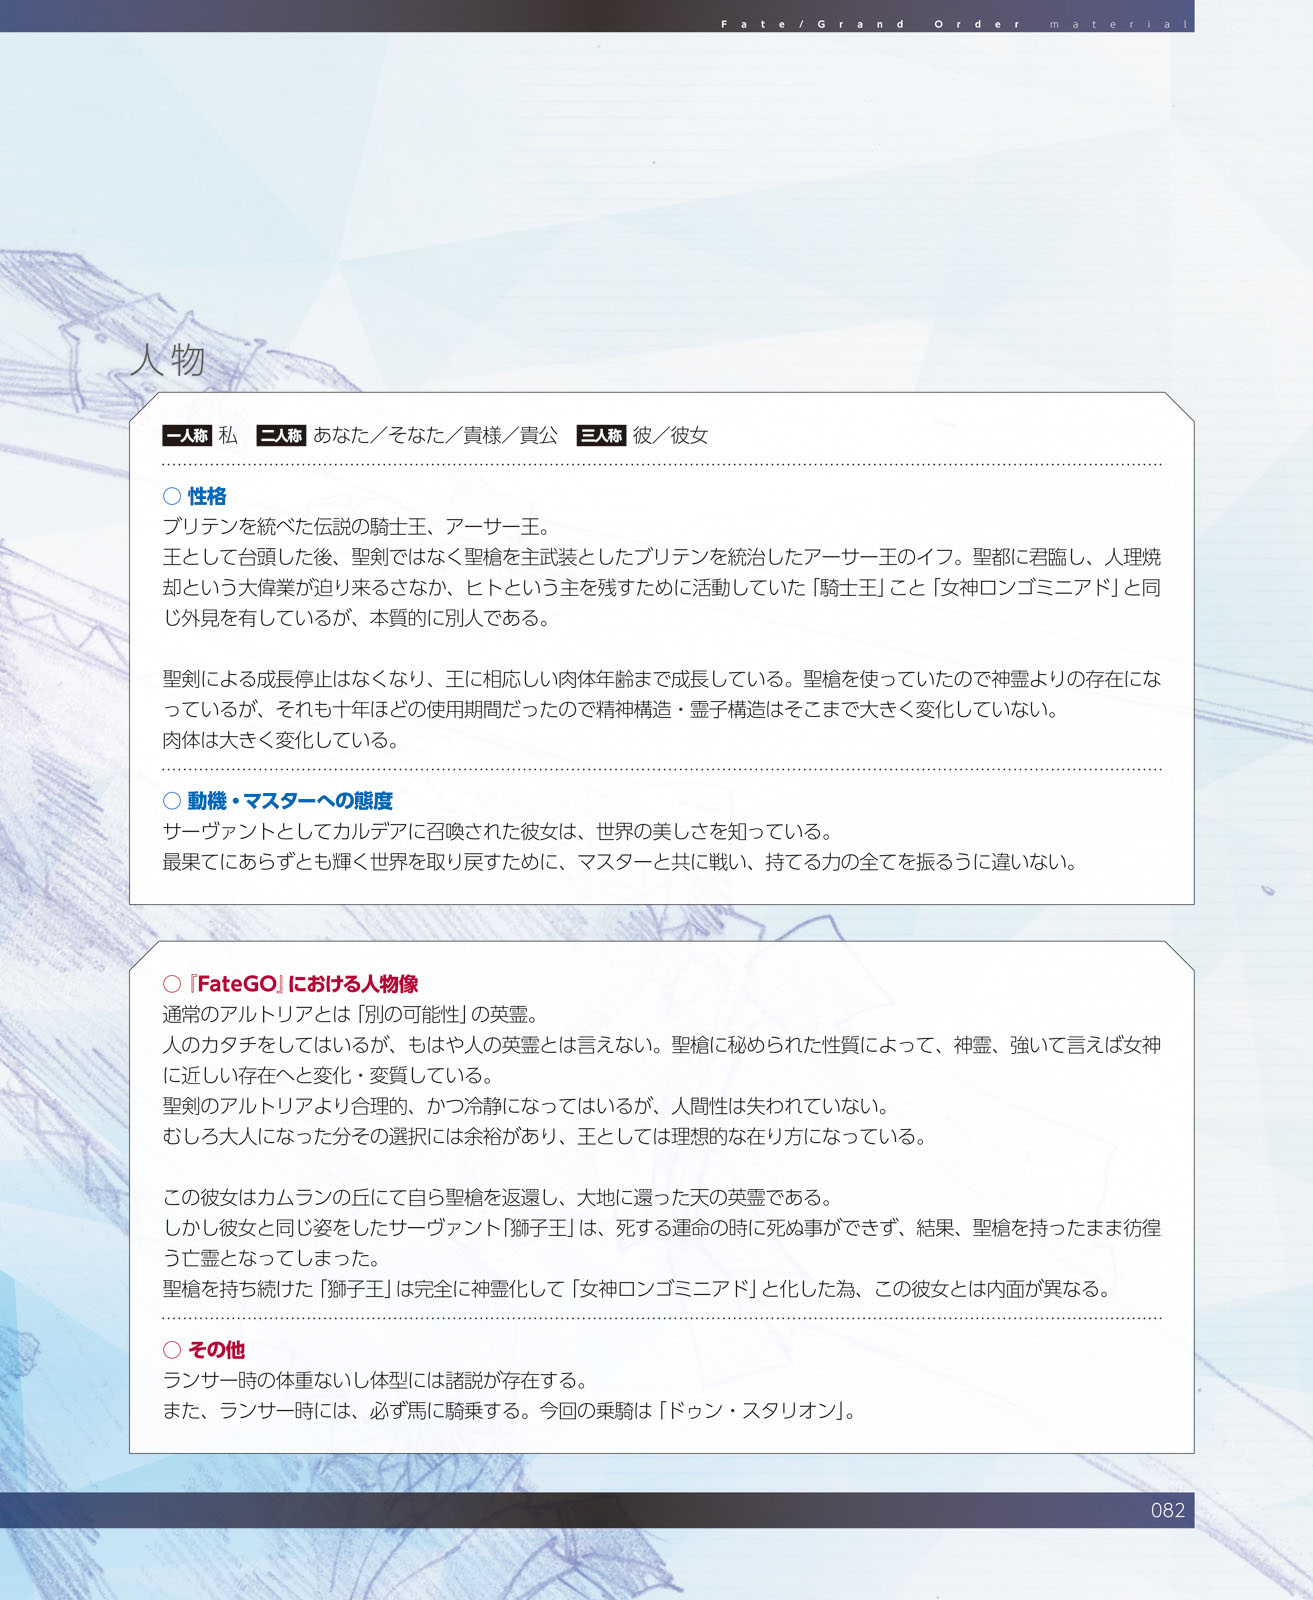 Fate/Grand Order material
人物
一人称 私 二人称 あなた／そなた／貴様／貴公 三人称 彼／彼女
○ 性格
ブリテンを統べた伝説の騎士王、アーサー王。
王として台頭した後、聖剣ではなく聖槍を主武装としたブリテンを統治したアーサー王のイフ。聖都に君臨し、人理焼
却という大偉業が迫り来るさなか、ヒトという主を残すために活動していた「騎士王」こと「女神ロンゴミニアド」と同
じ外見を有しているが、本質的に別人である。
聖剣による成長停止はなくなり、王に相応しい肉体年齢まで成長している。聖槍を使っていたので神霊よりの存在にな
っているが、それも十年ほどの使用期間だったので精神構造・霊子構造はそこまで大きく変化していない。
肉体は大きく変化している。
○ 動機・マスターへの態度
サーヴァントとしてカルデアに召喚された彼女は、世界の美しさを知っている。
最果てにあらずとも輝く世界を取り戻すために、マスターと共に戦い、持てる力の全てを振るうに違いない。
○『FateGO』における人物像
通常のアルトリアとは「別の可能性」の英霊。
人のカタチをしてはいるが、もはや人の英霊とは言えない。聖槍に秘められた性質によって、神霊、強いて言えば女神
に近しい存在へと変化・変質している。
聖剣のアルトリアより合理的、かつ冷静になってはいるが、人間性は失われていない。
むしろ大人になった分その選択には余裕があり、王としては理想的な在り方になっている。
この彼女はカムランの丘にて自ら聖槍を返還し、大地に還った天の英霊である。
しかし彼女と同じ姿をしたサーヴァント「獅子王」は、死する運命の時に死ぬ事ができず、結果、聖槍を持ったまま彷徨
う亡霊となってしまった。
聖槍を持ち続けた「獅子王」は完全に神霊化して「女神ロンゴミニアド」と化した為、この彼女とは内面が異なる。
○ その他
ランサー時の体重ないし体型には諸説が存在する。
また、ランサー時には、必ず馬に騎乗する。今回の乗騎は「ドゥン・スタリオン」。
082